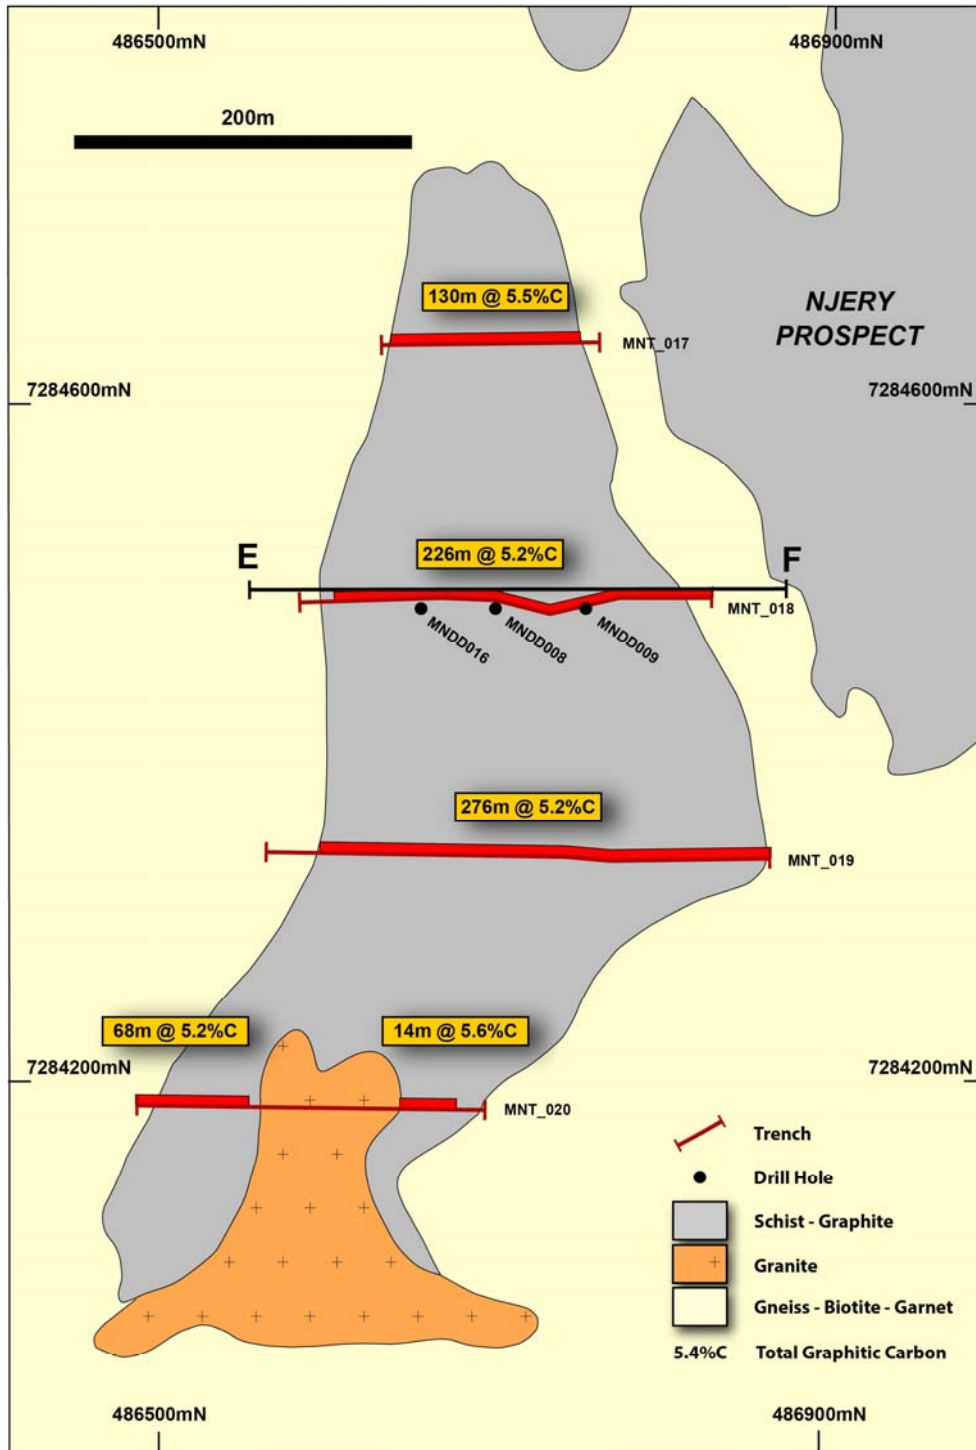 486500mN
486900mN
200m
130m @ 5.5%C
NJERY
PROSPECT
MNT_017
7284600mN
7284600mN
E
226m @ 5.2%C
F
MNT_018
MNDD016
MNDD008
MNDD009
276m @ 5.2%C
MNT_019
68m @ 5.2%C
14m @ 5.6%C
7284200mN
7284200mN
MNT_020
Trench
Drill Hole
Schist - Graphite
Granite
Gneiss - Biotite - Garnet
5.4%C Total Graphitic Carbon
486500mN
486900mN